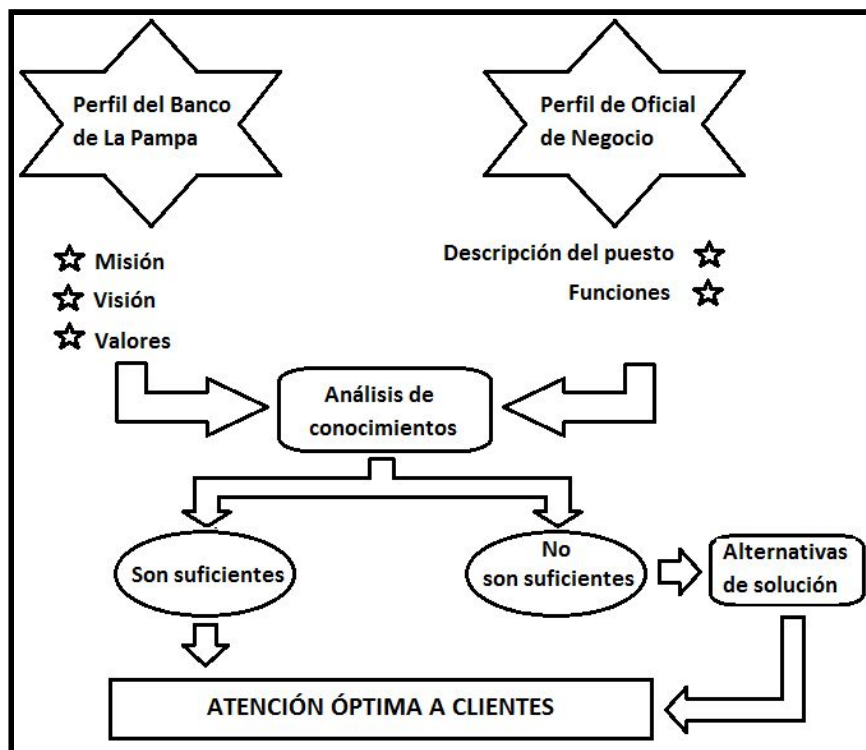 Perfil del Banco
de La Pampa
Perfil de Oficial
de Negocio
Misión
Visión
Valores
Descripción del puesto
Funciones
Análisis de
conocimientos
Son suficientes
No
son suficientes
Alternativas
de solución
ATENCIÓN ÓPTIMA A CLIENTES